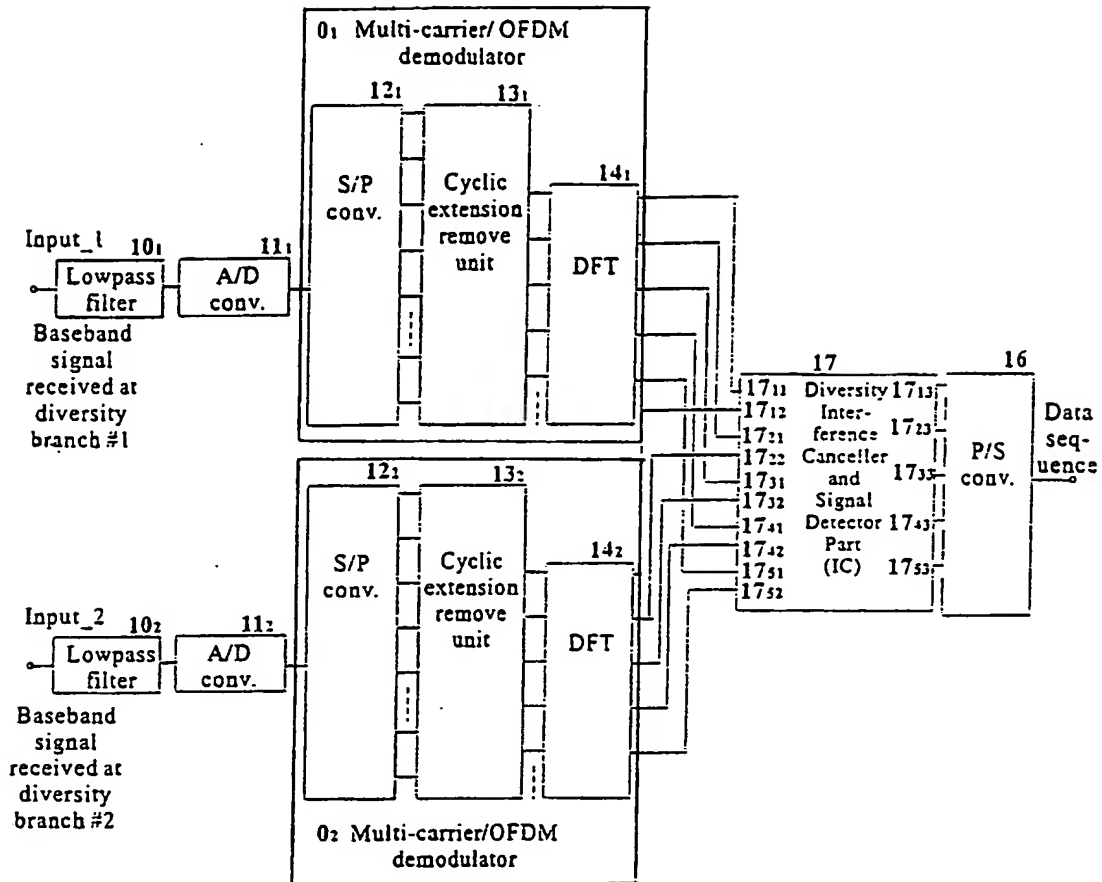 0₁ Multi-carrier/ OFDM
demodulator
12₁
13₁
14₁
S/P
conv.
Cyclic
extension
remove
unit
DFT
Input_1
10₁
11₁
Lowpass
filter
A/D
conv.
Baseband
signal
received at
diversity
branch #1
17
16
17₁₁
17₁₂
17₂₁
17₂₂
17₃₁
17₃₂
17₄₁
17₄₂
17₅₁
17₅₂
Diversity
Inter-
ference
Canceller
and
Signal
Detector
Part
(IC)
17₁₃
17₂₃
17₃₃
17₄₃
17₅₃
P/S
conv.
Data
seq-
uence
12₂
13₂
14₂
S/P
conv.
Cyclic
extension
remove
unit
DFT
Input_2
10₂
11₂
Lowpass
filter
A/D
conv.
Baseband
signal
received at
diversity
branch #2
0₂ Multi-carrier/OFDM
demodulator